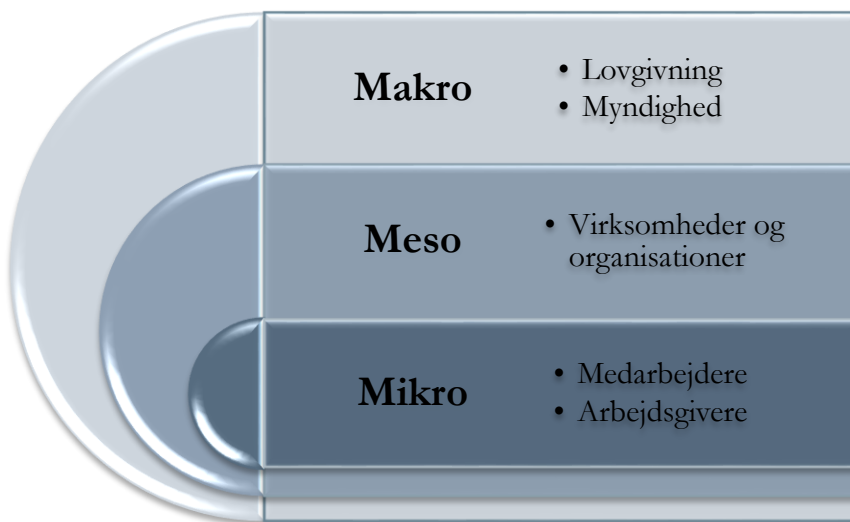 Makro
• Lovgivning
• Myndighed
Meso
• Virksomheder og
organisationer
Mikro
• Medarbejdere
• Arbejdsgivere